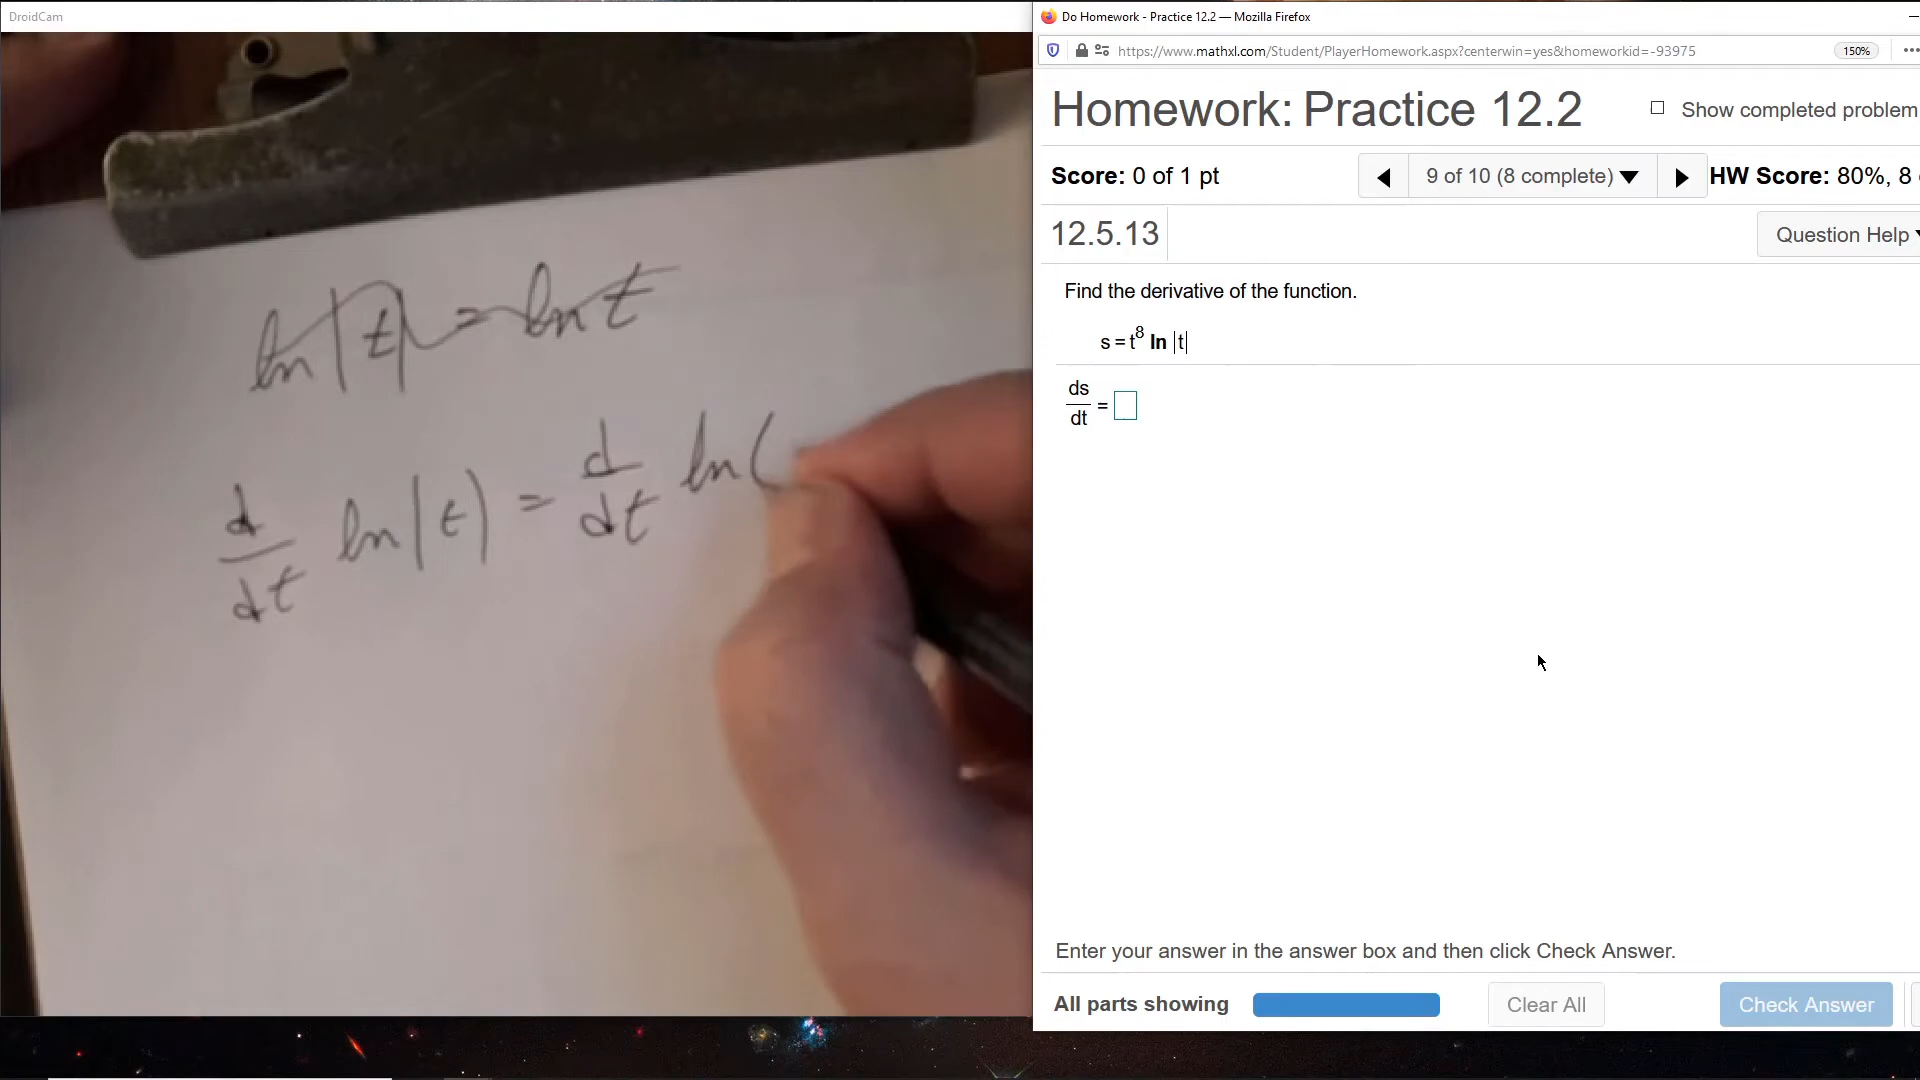 DroidCam
ln|t| = ln t
d/dt ln|t| = d/dt ln(
Do Homework - Practice 12.2 — Mozilla Firefox
https://www.mathxl.com/Student/PlayerHomework.aspx?centerwin=yes&homeworkid=-93975
150%
Homework: Practice 12.2
Show completed problem
Score: 0 of 1 pt
9 of 10 (8 complete)
HW Score: 80%, 8
12.5.13
Question Help
Find the derivative of the function.
s = t⁸ ln |t|
ds/dt =
Enter your answer in the answer box and then click Check Answer.
All parts showing
Clear All
Check Answer